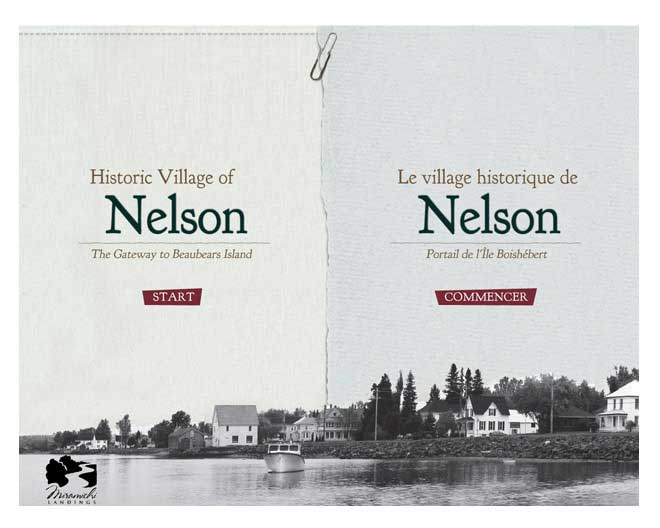 Historic Village of
Nelson
The Gateway to Beaubears Island
START
Le village historique de
Nelson
Portail de l'Île Boishébert
COMMENCER
Miramichi
LANDINGS